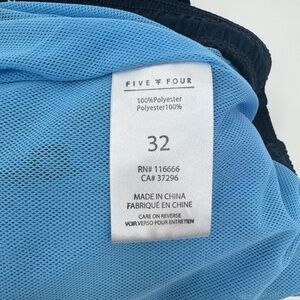 FIVE FOUR
100%Polyester
Polyester100%
32
RN# 116666
CA# 37296
MADE IN CHINA
FABRIQUÉ EN CHINE
CARE ON REVERSE
VOIR VERSO POUR ENTRETIEN